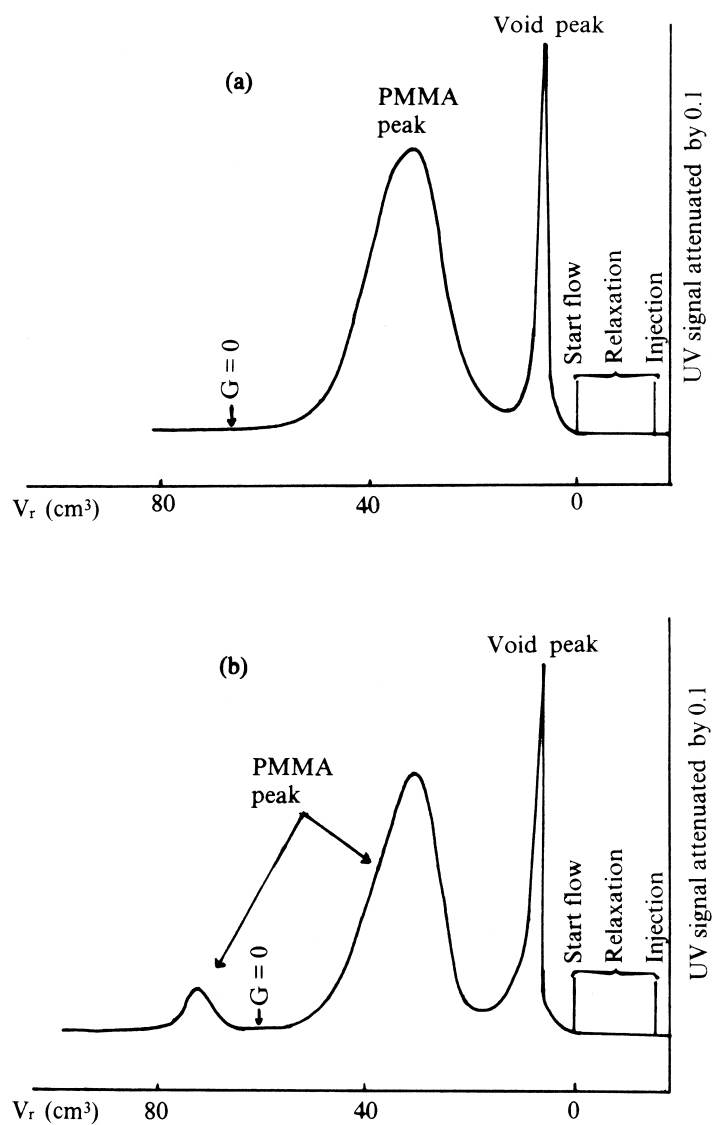 Void peak
(a)
PMMA
peak
G = 0
Start flow
Relaxation
Injection
UV signal attenuated by 0.1
80
40
0
Vᵣ (cm³)
Void peak
(b)
PMMA
peak
G = 0
Start flow
Relaxation
Injection
UV signal attenuated by 0.1
Vᵣ (cm³)
80
40
0